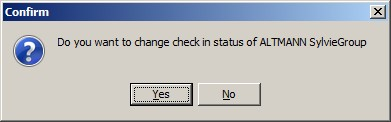 Confirm
Do you want to change check in status of ALTMANN SylvieGroup
Yes
No